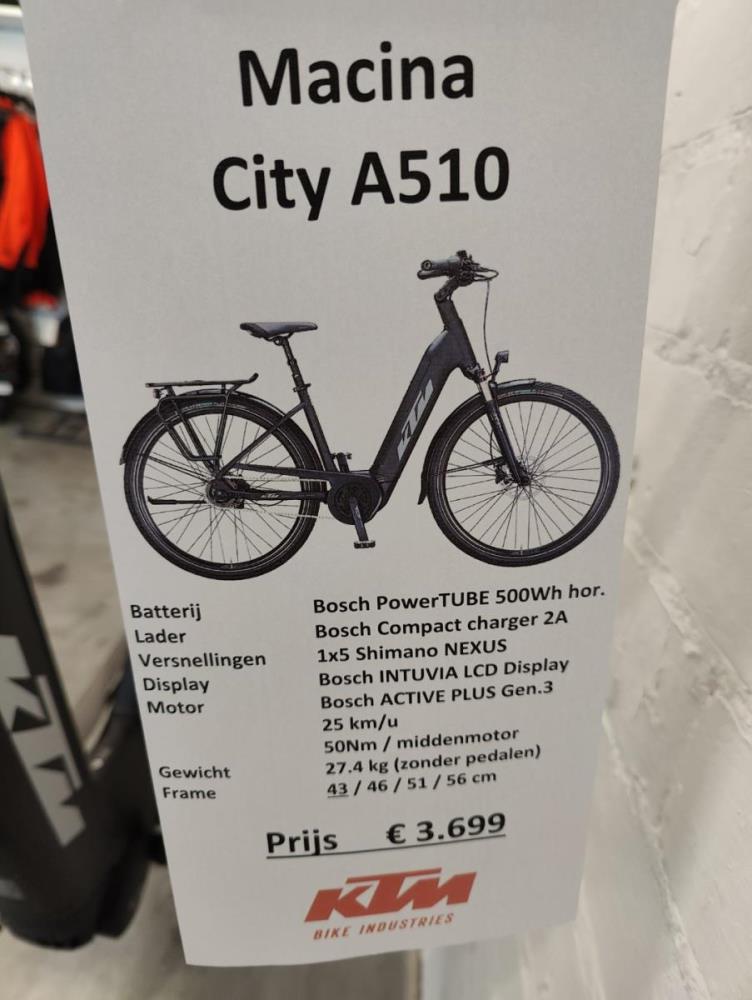 Macina
City A510
KTM
Batterij Bosch PowerTUBE 500Wh hor.
Lader Bosch Compact charger 2A
Versnellingen 1x5 Shimano NEXUS
Display Bosch INTUVIA LCD Display
Motor Bosch ACTIVE PLUS Gen.3
25 km/u
50Nm / middenmotor
Gewicht 27.4 kg (zonder pedalen)
Frame 43 / 46 / 51 / 56 cm
Prijs € 3.699
KTM
BIKE INDUSTRIES
KTM